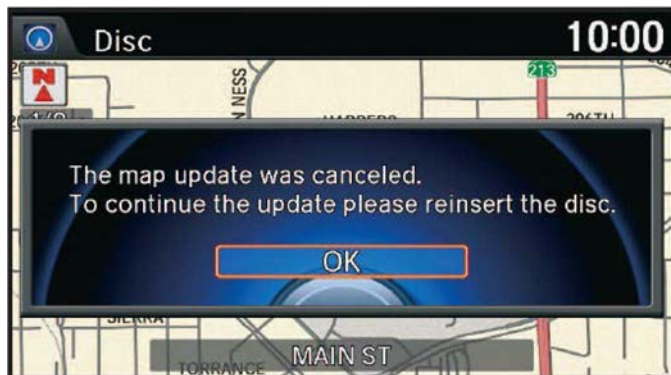 Disc
10:00
N
NESS
213
206TH
The map update was canceled.
To continue the update please reinsert the disc.
OK
SIERRA
MAIN ST
TORRANCE